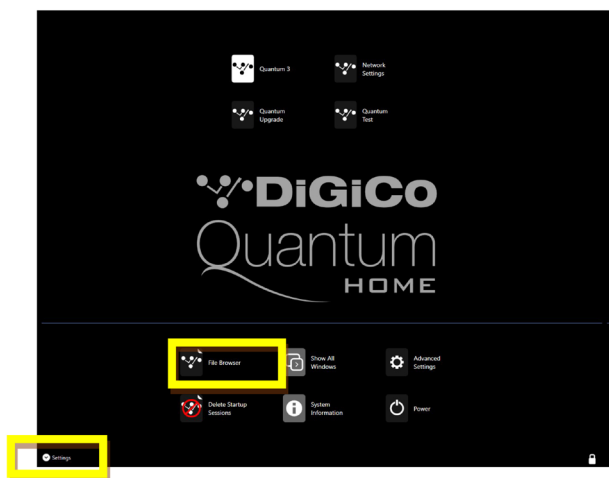 Quantum 3
Network
Settings
Quantum
Upgrade
Quantum
Test
DiGiCo
Quantum
HOME
File Browser
Show All
Windows
Advanced
Settings
Delete Startup
Sessions
System
Information
Power
Settings